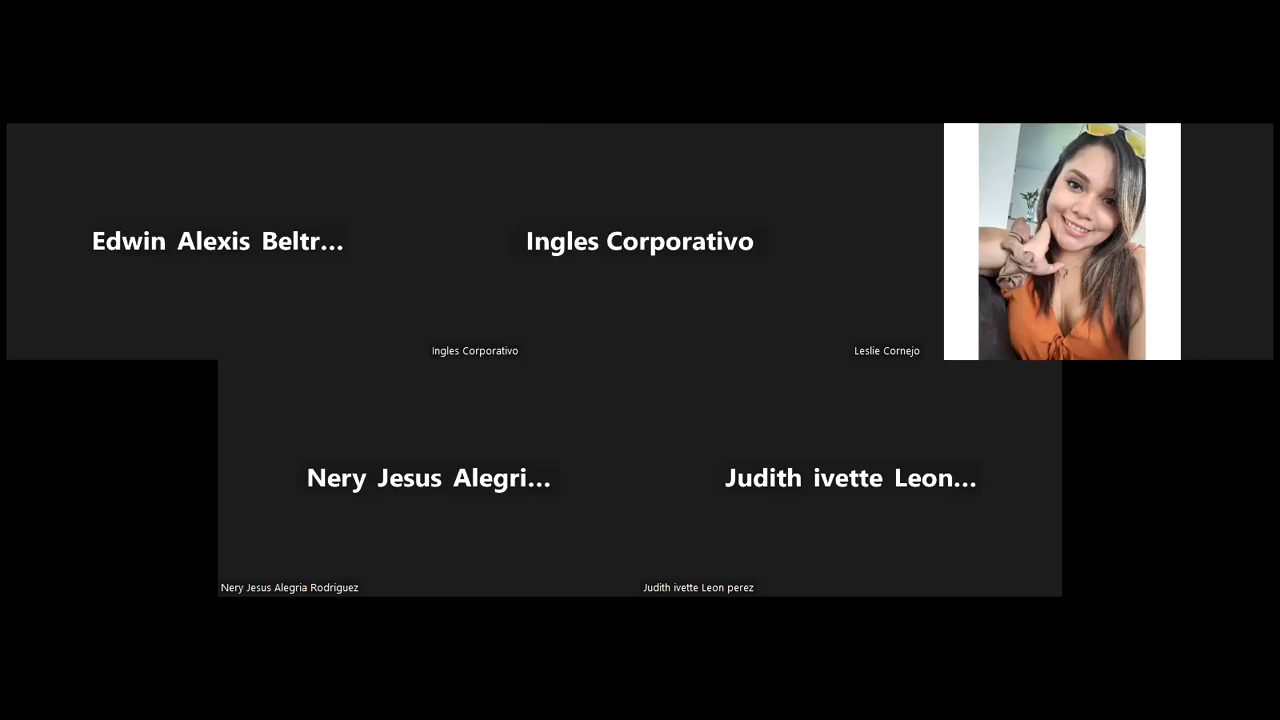 Edwin Alexis Beltr...
Ingles Corporativo
Ingles Corporativo
Leslie Cornejo
Nery Jesus Alegri...
Judith ivette Leon...
Nery Jesus Alegria Rodriguez
Judith ivette Leon perez